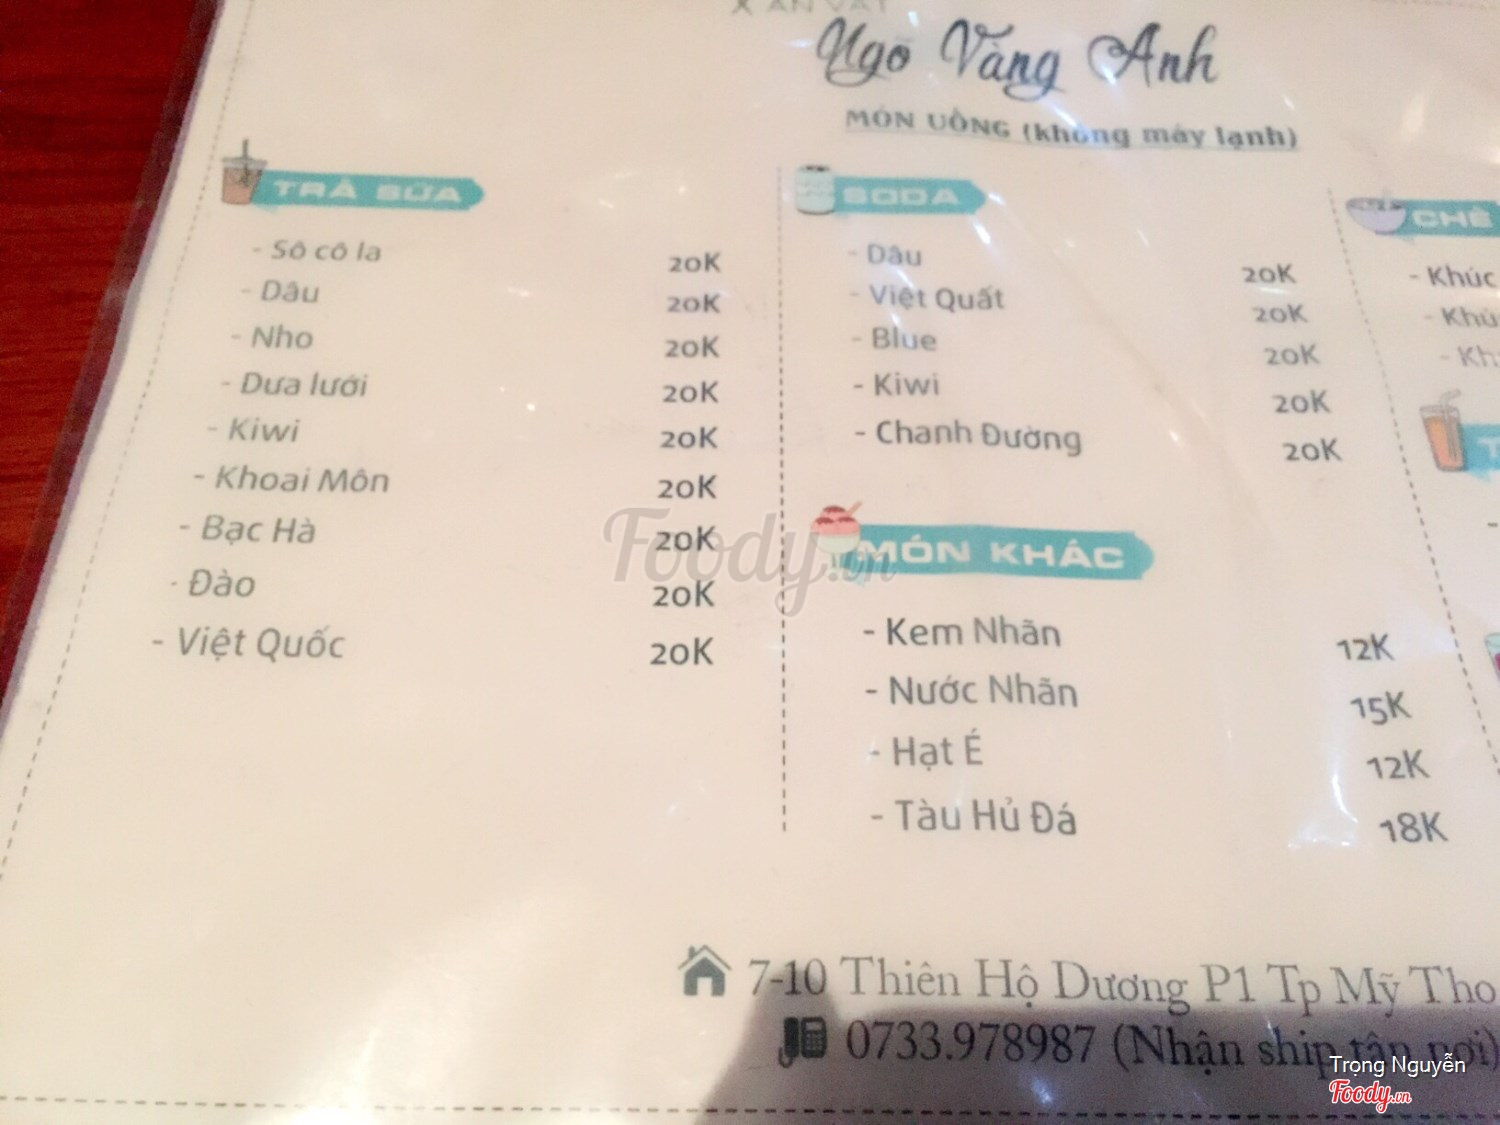 X ĂN VẶT
Ngõ Vàng Anh
MÓN UỐNG (không máy lạnh)
TRÀ SỮA
- Sô cô la 20K
- Dâu 20K
- Nho 20K
- Dưa lưới 20K
- Kiwi 20K
- Khoai Môn 20K
- Bạc Hà 20K
- Đào 20K
- Việt Quốc 20K
SODA
- Dâu 20K
- Việt Quất 20K
- Blue 20K
- Kiwi 20K
- Chanh Đường 20K
MÓN KHÁC
- Kem Nhãn 12K
- Nước Nhãn 15K
- Hạt É 12K
- Tàu Hủ Đá 18K
CHÈ
- Khúc
7-10 Thiên Hộ Dương P1 Tp Mỹ Tho
0733.978987 (Nhận ship tận nơi)
Foody.vn
Trọng Nguyễn
Foody.vn